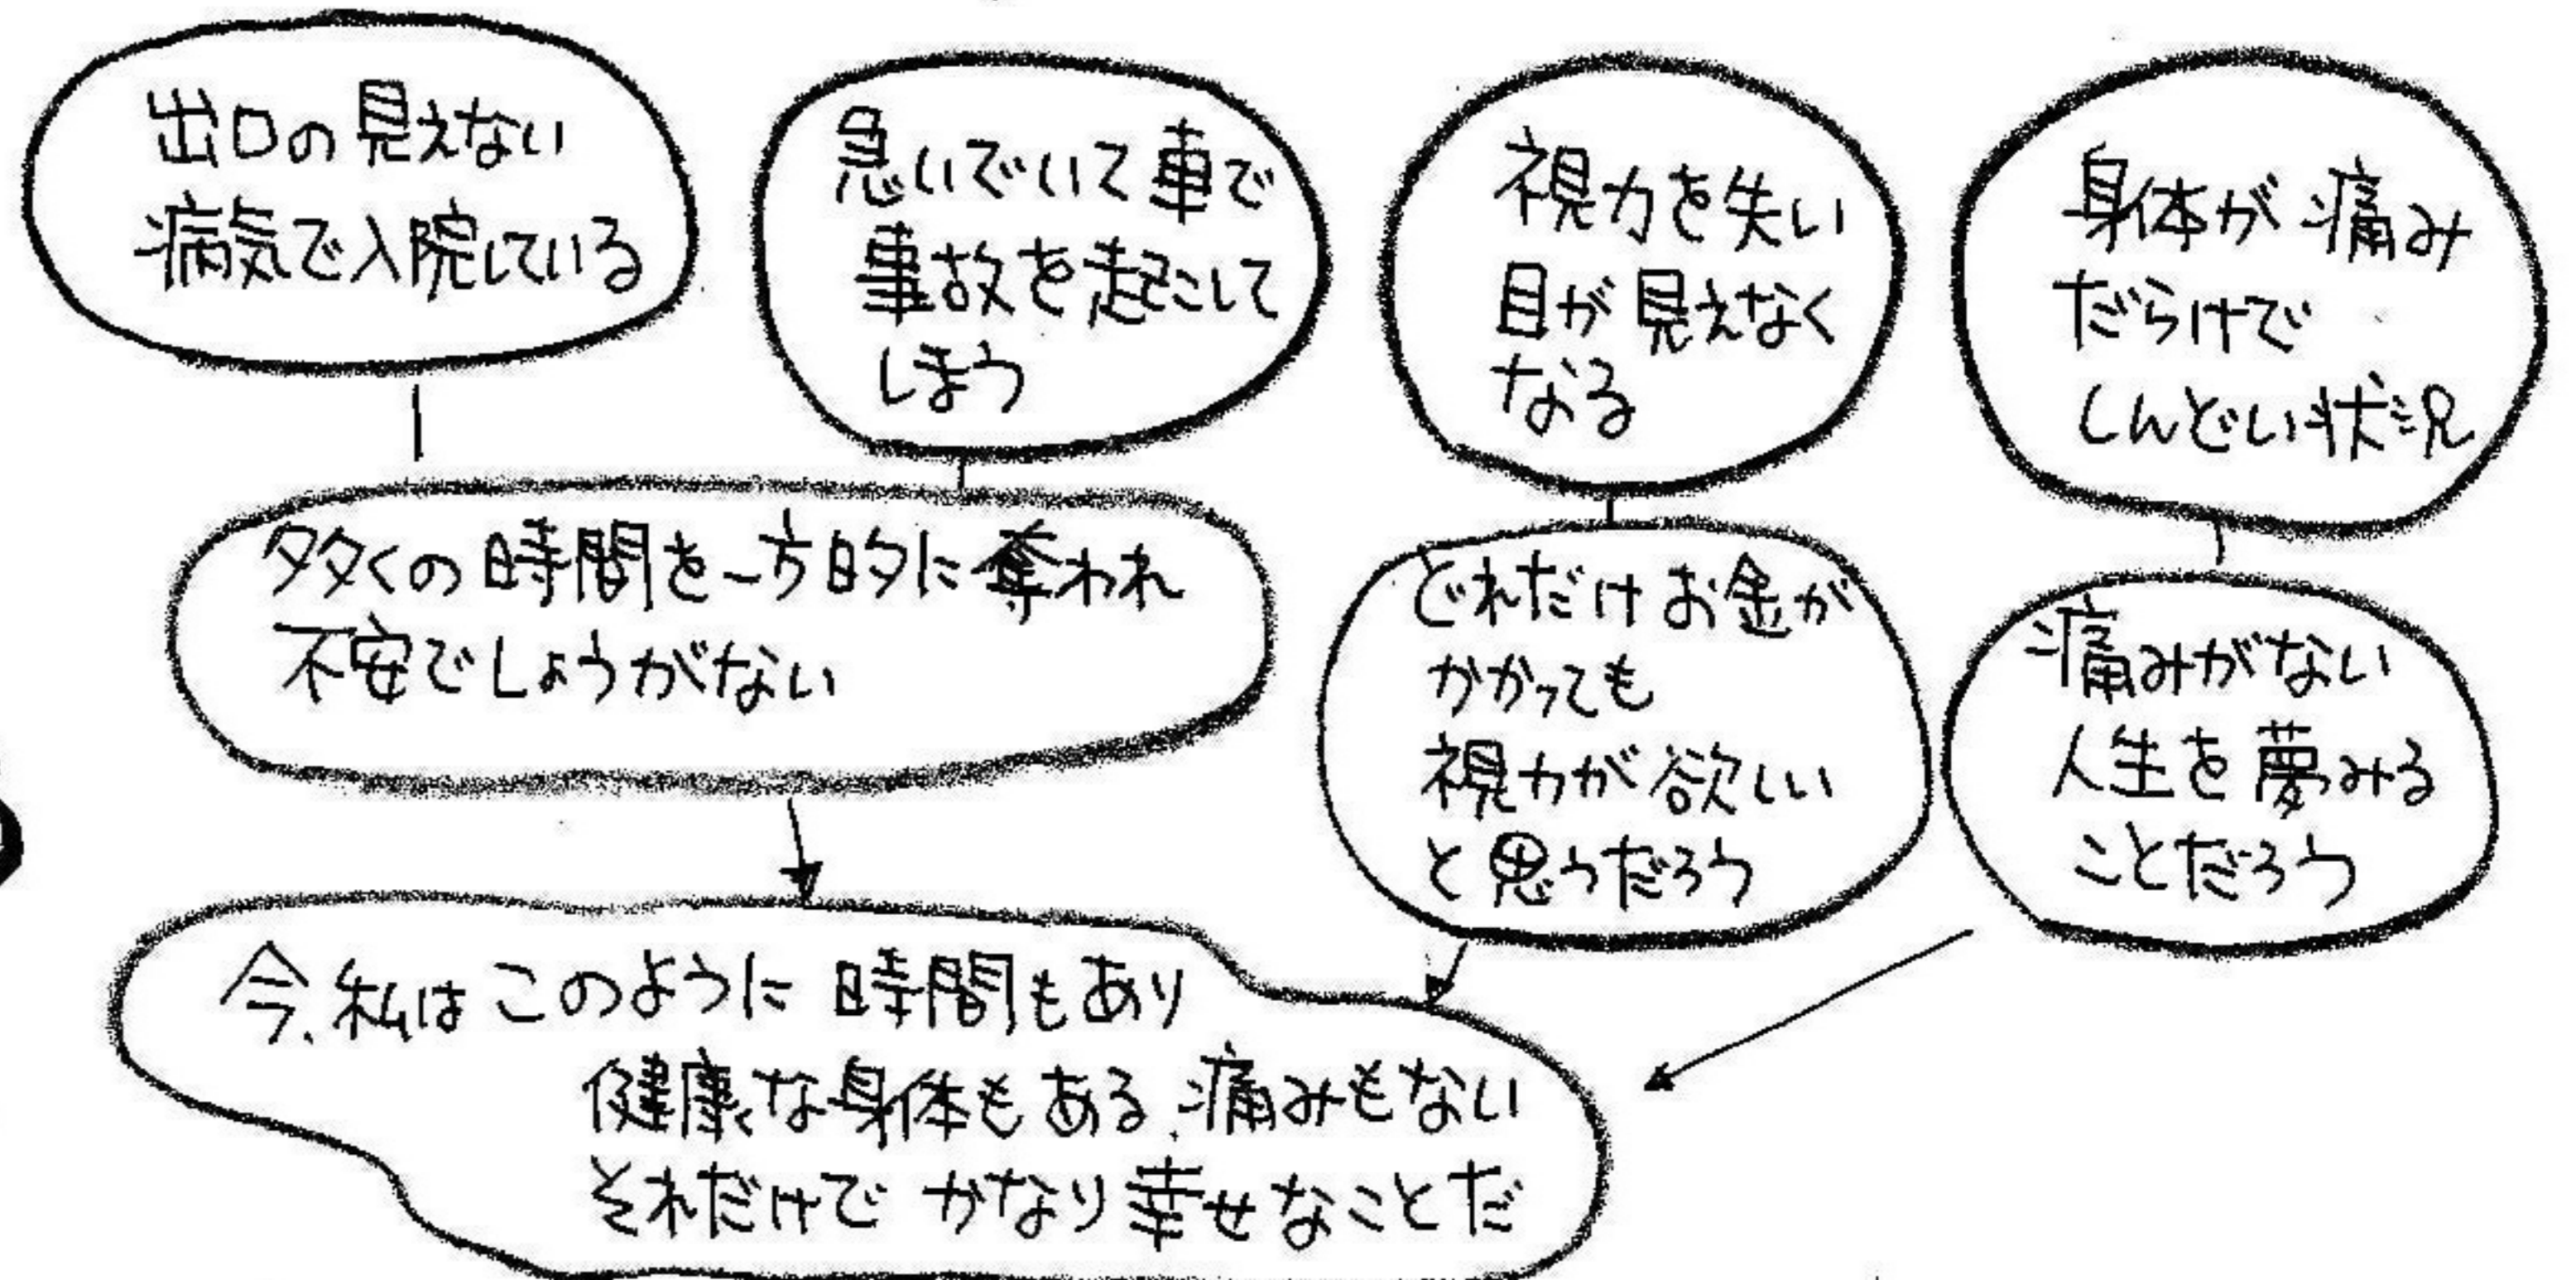 出口の見えない
病気で入院している
急いでいて車で
事故を起こして
しまう
視力を失い
目が見えなく
なる
身体が痛み
だらけで
しんどい状況
多くの時間を一方的に奪われ
不安でしょうがない
どれだけお金が
かかっても
視力が欲しい
と思うだろう
痛みがない
人生を夢みる
ことだろう
今、私はこのように時間もあり
健康な身体もある、痛みもない
それだけでかなり幸せなことだ